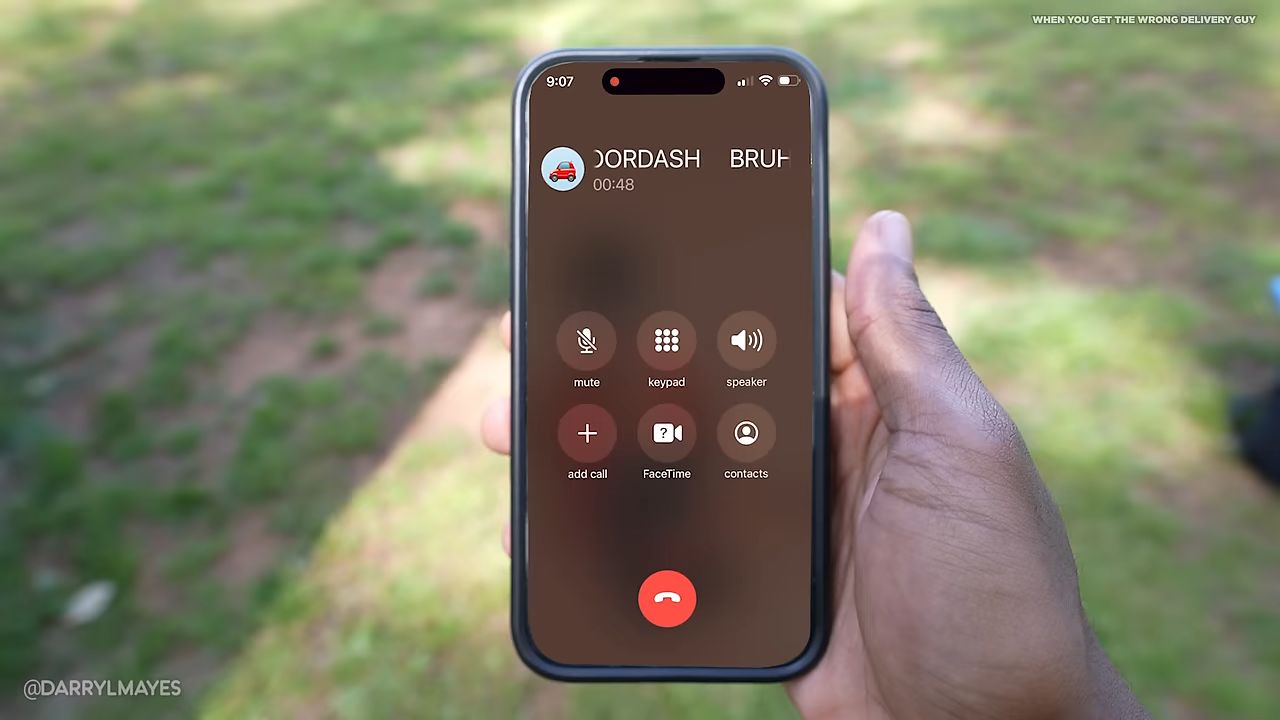 WHEN YOU GET THE WRONG DELIVERY GUY
9:07
OORDASH BRUH
00:48
mute keypad speaker
add call FaceTime contacts
@DARRYLMAYES